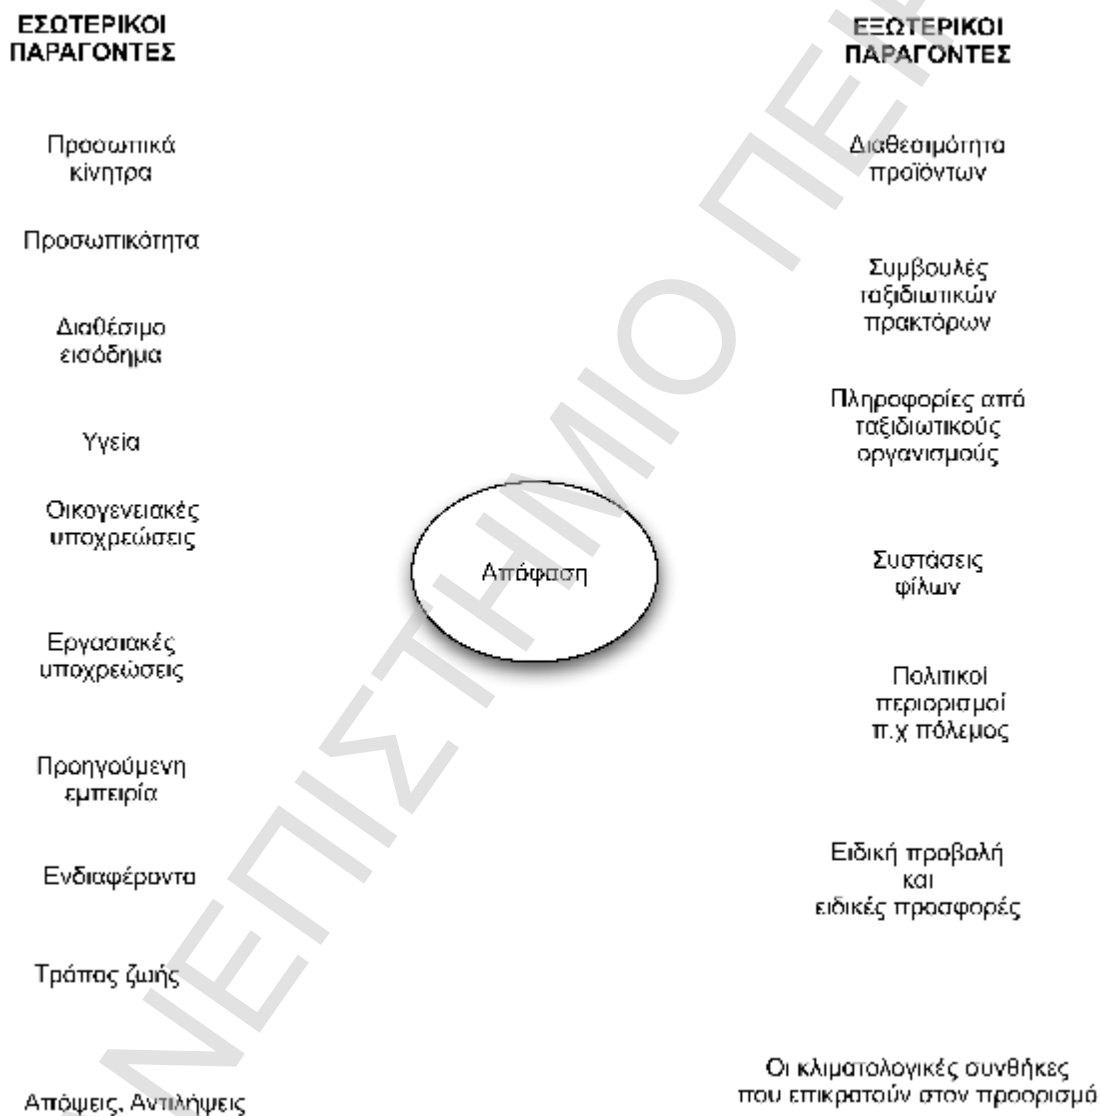 ΕΣΩΤΕΡΙΚΟΙ
ΠΑΡΑΓΟΝΤΕΣ
Προσωπικά
κίνητρα
Προσωπικότητα
Διαθέσιμο
εισόδημα
Υγεία
Οικογενειακές
υποχρεώσεις
Εργασιακές
υποχρεώσεις
Προηγούμενη
εμπειρία
Ενδιαφέροντα
Τρόπος ζωής
Απόψεις, Αντιλήψεις
Απόφαση
ΕΞΩΤΕΡΙΚΟΙ
ΠΑΡΑΓΟΝΤΕΣ
Διαθεσιμότητα
προϊόντων
Συμβουλές
ταξιδιωτικών
πρακτόρων
Πληροφορίες από
ταξιδιωτικούς
οργανισμούς
Συστάσεις
φίλων
Πολιτικοί
περιορισμοί
π.χ πόλεμος
Ειδική προβολή
και
ειδικές προσφορές
Οι κλιματολογικές συνθήκες
που επικρατούν στον προορισμό